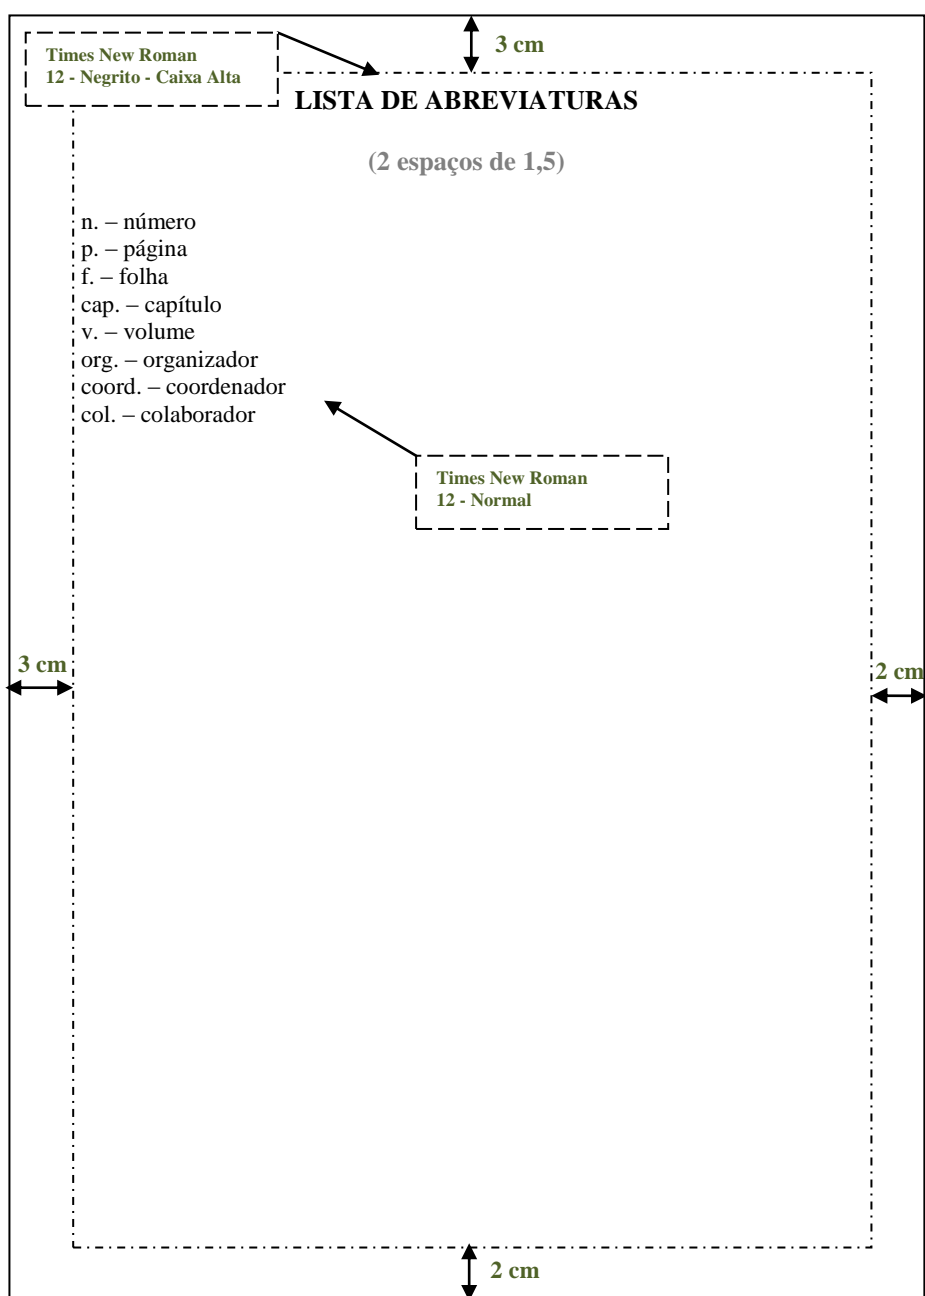 3 cm
Times New Roman
12 - Negrito - Caixa Alta
LISTA DE ABREVIATURAS
(2 espaços de 1,5)
n. – número
p. – página
f. – folha
cap. – capítulo
v. – volume
org. – organizador
coord. – coordenador
col. – colaborador
Times New Roman
12 - Normal
3 cm
2 cm
2 cm